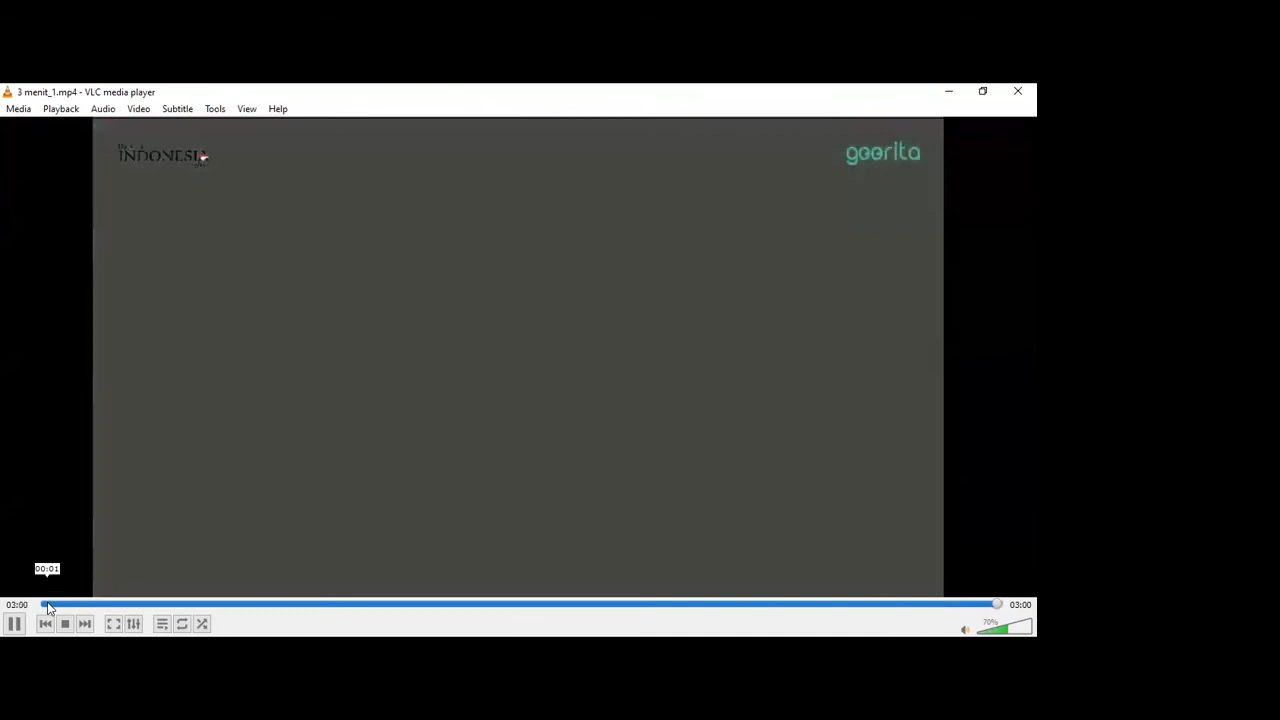 3 menit_1.mp4 - VLC media player
Media Playback Audio Video Subtitle Tools View Help
INDONESIA
goorita
00:01
03:00
03:00
70%